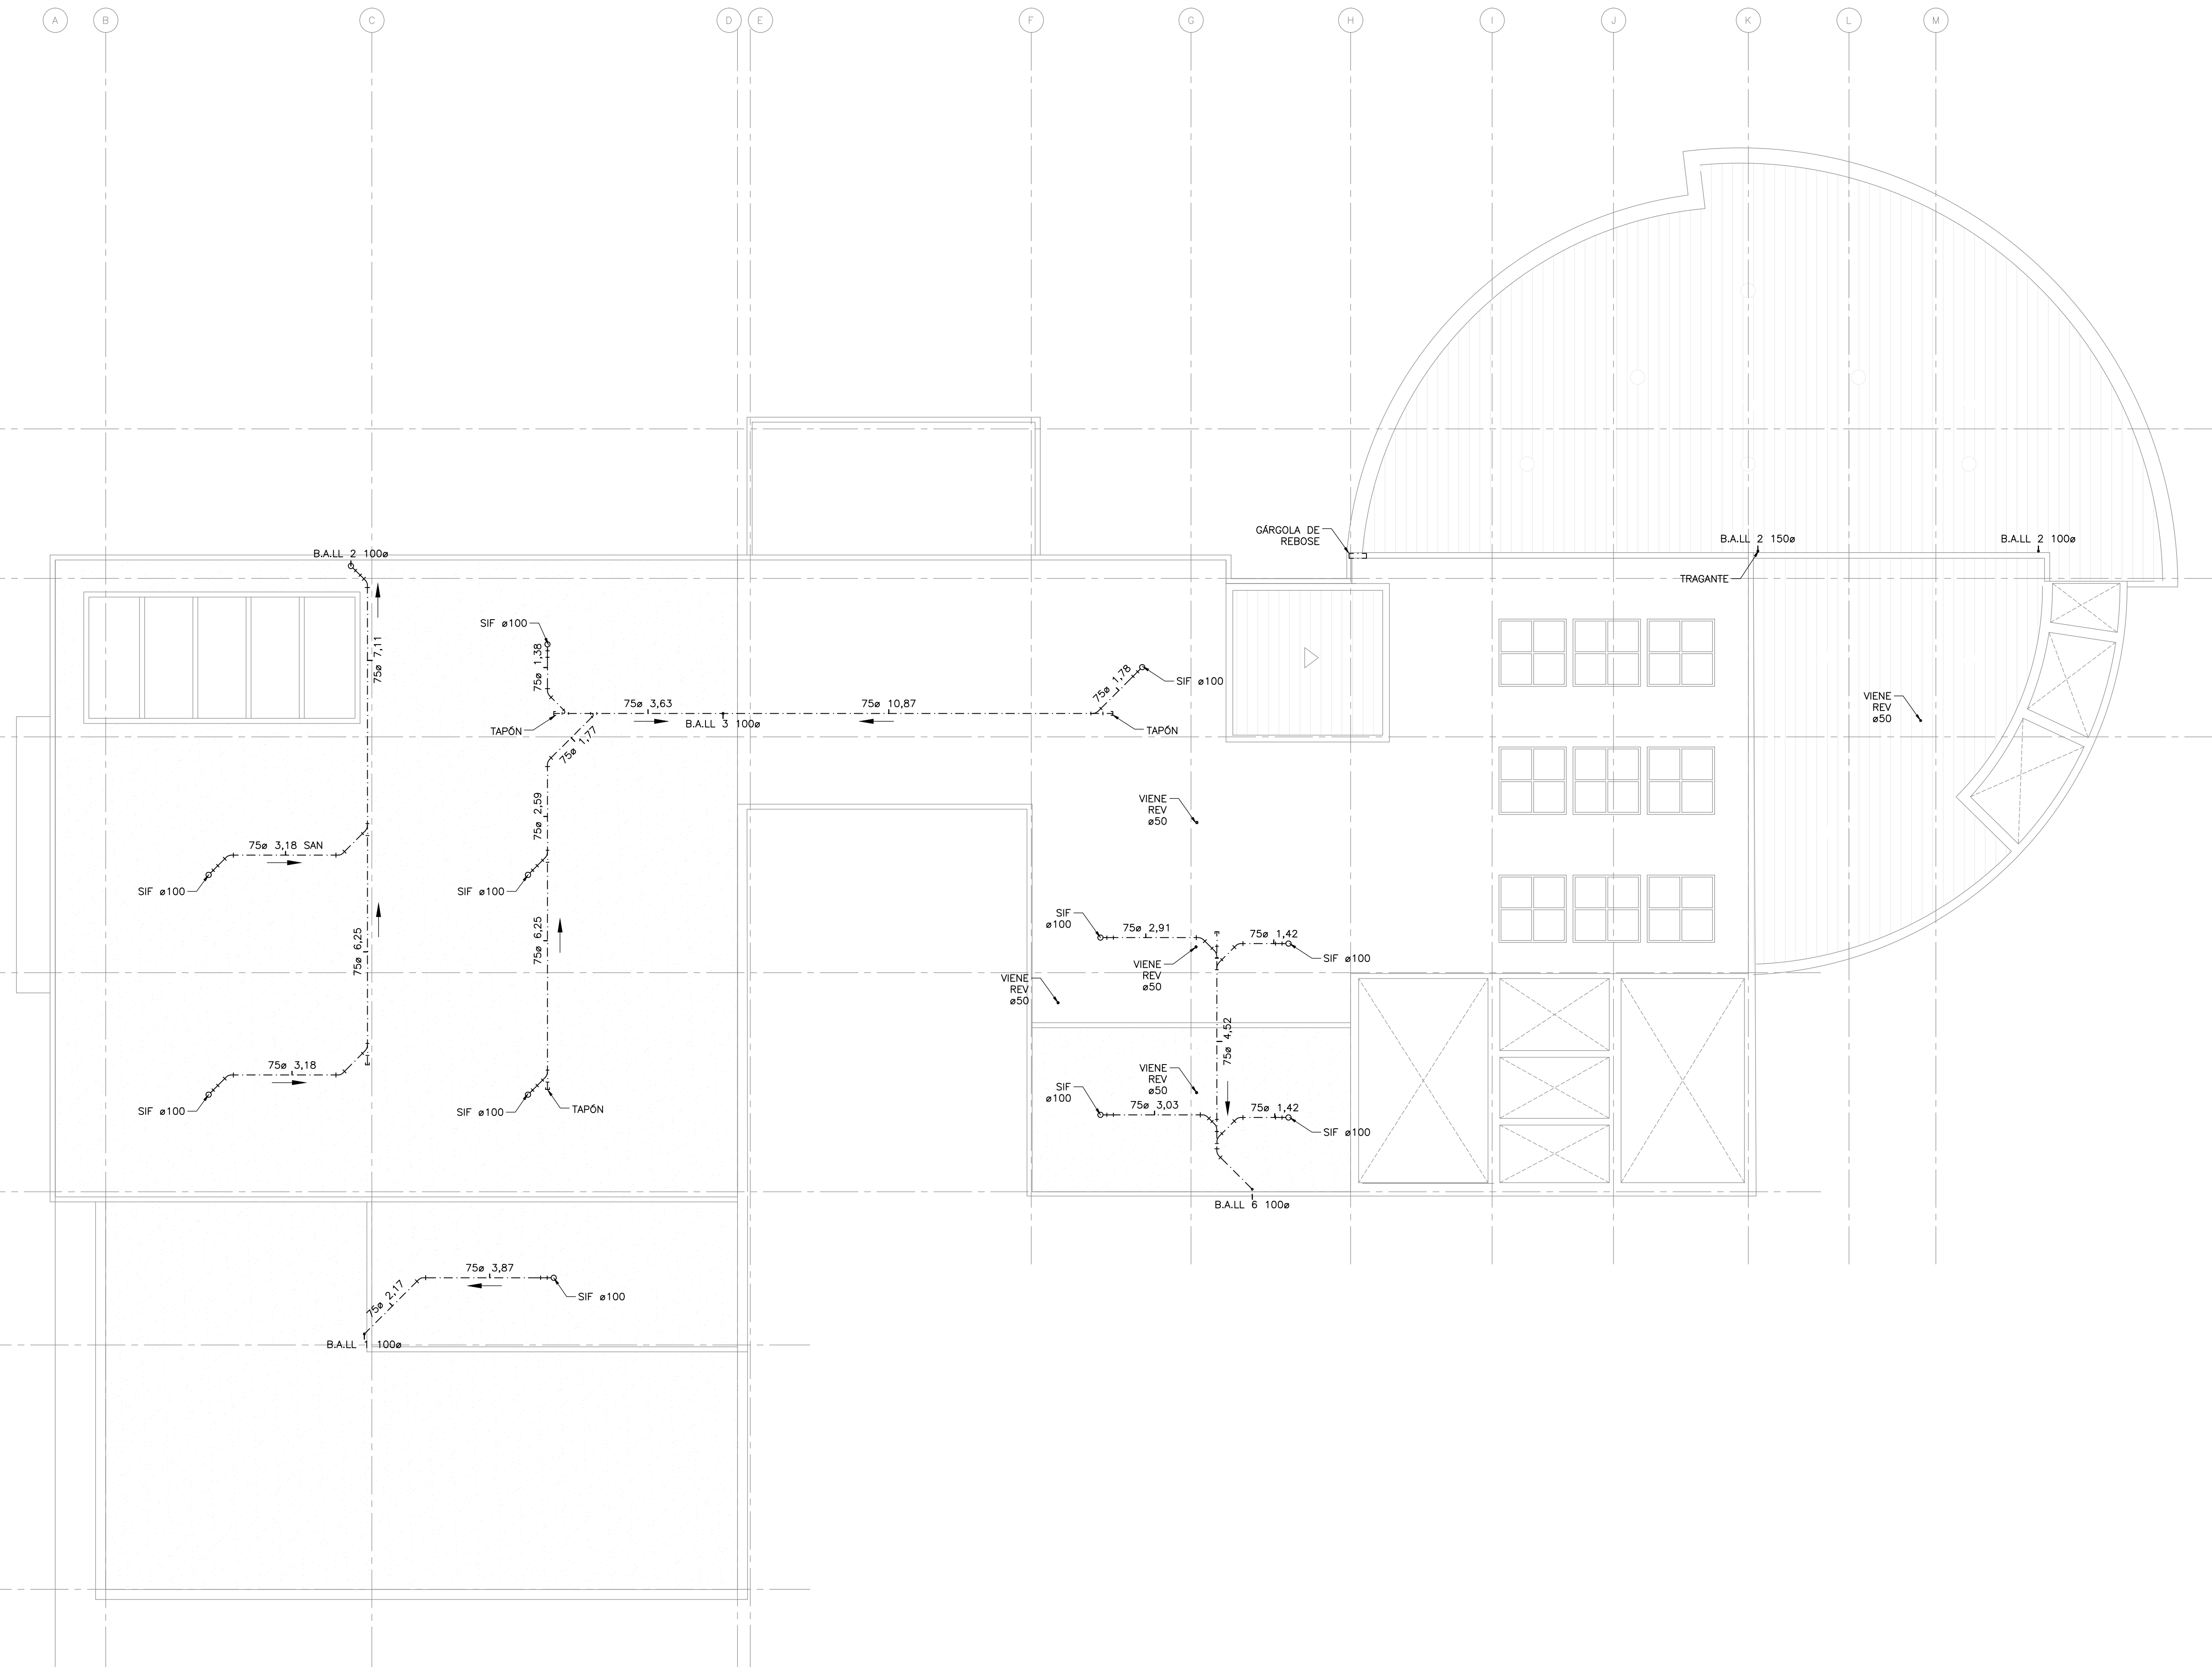 A
B
C
D
E
F
G
H
I
J
K
L
M
GÁRGOLA DE
REBOSE
B.A.LL 2 150ø
B.A.LL 2 100ø
TRAGANTE
B.A.LL 2 100ø
75ø 7,11
SIF ø100
75ø 1,38
75ø 3,63
B.A.LL 3 100ø
75ø 10,87
75ø 1,78
SIF ø100
TAPÓN
TAPÓN
75ø 1,77
VIENE
REV
ø50
75ø 2,59
VIENE
REV
ø50
75ø 3,18 SAN
SIF ø100
SIF ø100
75ø 6,25
75ø 6,25
SIF
ø100
75ø 2,91
75ø 1,42
SIF ø100
VIENE
REV
ø50
VIENE
REV
ø50
75ø 4,52
75ø 3,18
SIF ø100
SIF ø100
TAPÓN
VIENE
REV
ø50
SIF
ø100
75ø 3,03
75ø 1,42
SIF ø100
B.A.LL 6 100ø
75ø 3,87
75ø 2,17
SIF ø100
B.A.LL 1 100ø